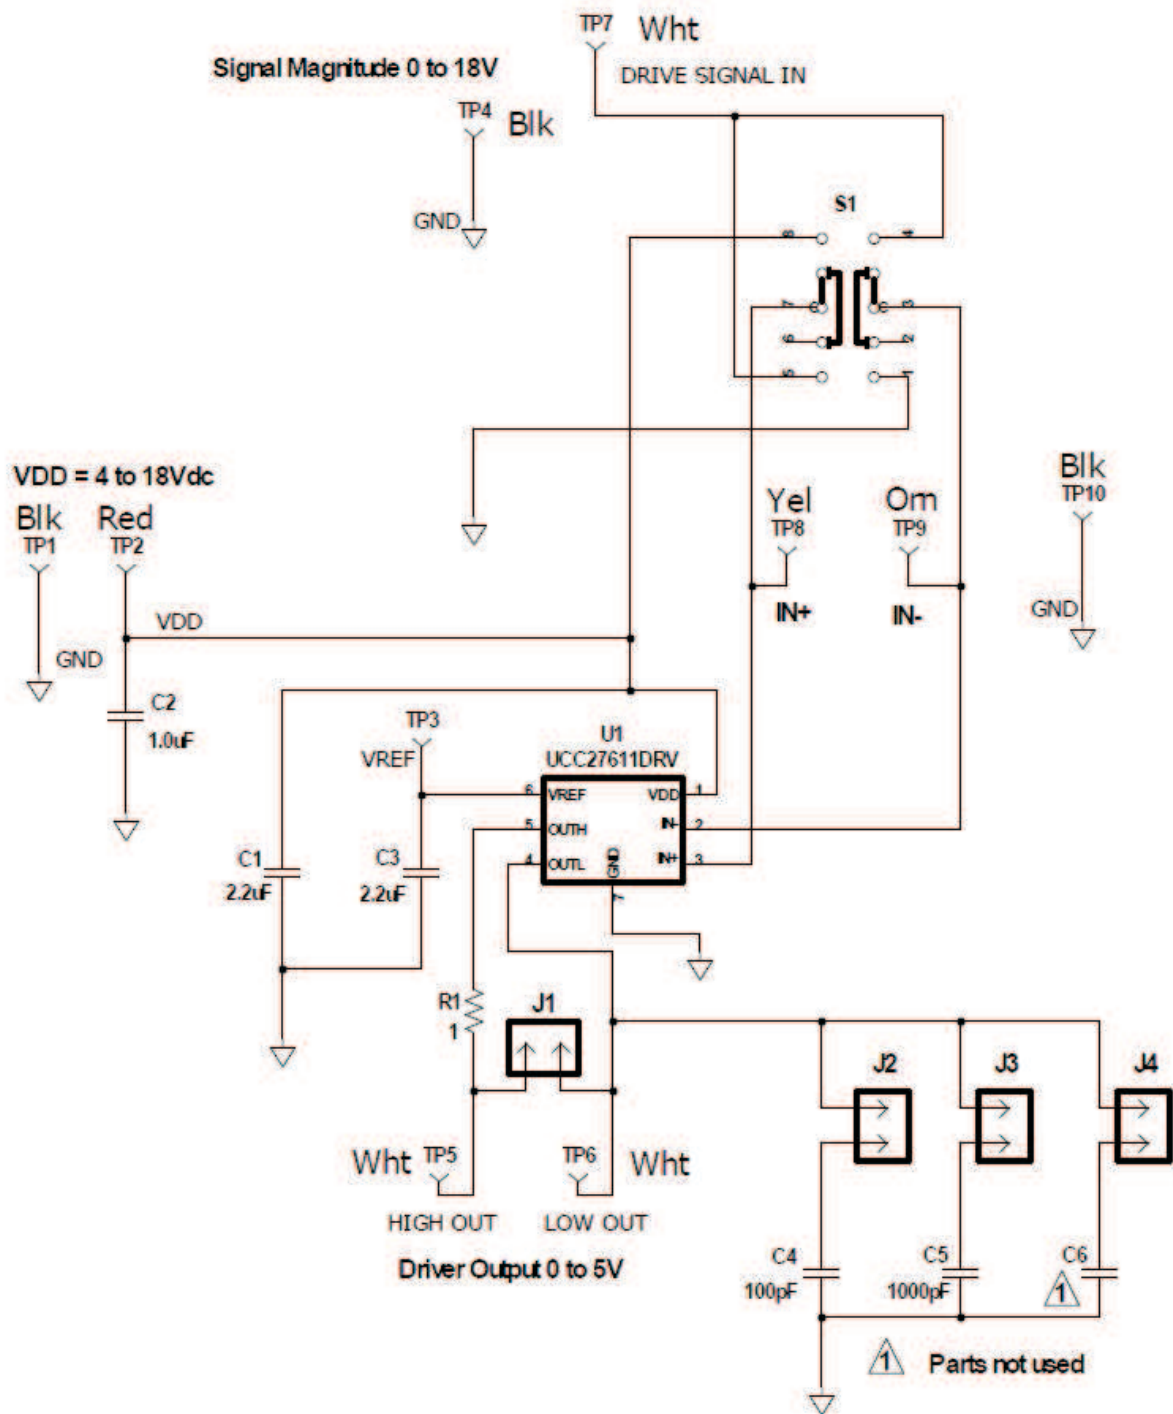 TP7 Wht
Signal Magnitude 0 to 18V
DRIVE SIGNAL IN
TP4 Blk
GND
S1
8 4
7 C C 3
6 2
5 1
VDD = 4 to 18Vdc
Blk Red
TP1 TP2
Yel Orn
TP8 TP9
Blk
TP10
IN+ IN-
GND
VDD
GND
C2
1.0uF
TP3
VREF
U1
UCC27611DRV
6 VREF VDD 1
5 OUTH IN- 2
4 OUTL GND IN+ 3
7
C1
2.2uF
C3
2.2uF
R1
1
J1
J2 J3 J4
Wht TP5 TP6 Wht
HIGH OUT LOW OUT
Driver Output 0 to 5V
C4
100pF
C5
1000pF
C6
1
1 Parts not used